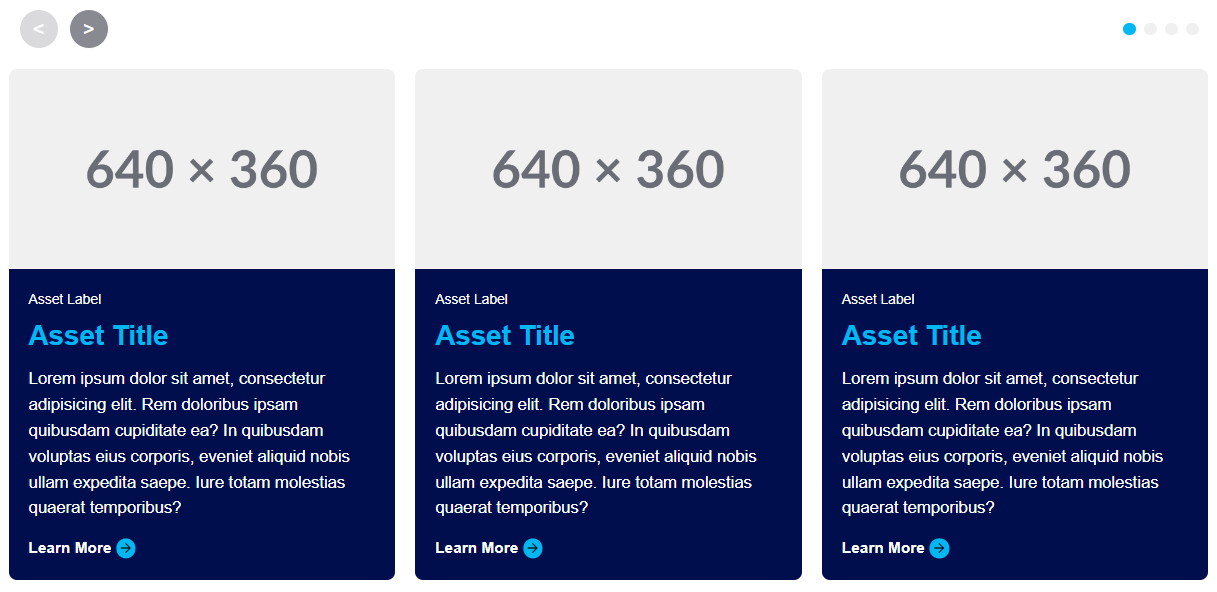 < >
640 × 360
Asset Label
Asset Title
Lorem ipsum dolor sit amet, consectetur
adipisicing elit. Rem doloribus ipsam
quibusdam cupiditate ea? In quibusdam
voluptas eius corporis, eveniet aliquid nobis
ullam expedita saepe. Iure totam molestias
quaerat temporibus?
Learn More
640 × 360
Asset Label
Asset Title
Lorem ipsum dolor sit amet, consectetur
adipisicing elit. Rem doloribus ipsam
quibusdam cupiditate ea? In quibusdam
voluptas eius corporis, eveniet aliquid nobis
ullam expedita saepe. Iure totam molestias
quaerat temporibus?
Learn More
640 × 360
Asset Label
Asset Title
Lorem ipsum dolor sit amet, consectetur
adipisicing elit. Rem doloribus ipsam
quibusdam cupiditate ea? In quibusdam
voluptas eius corporis, eveniet aliquid nobis
ullam expedita saepe. Iure totam molestias
quaerat temporibus?
Learn More